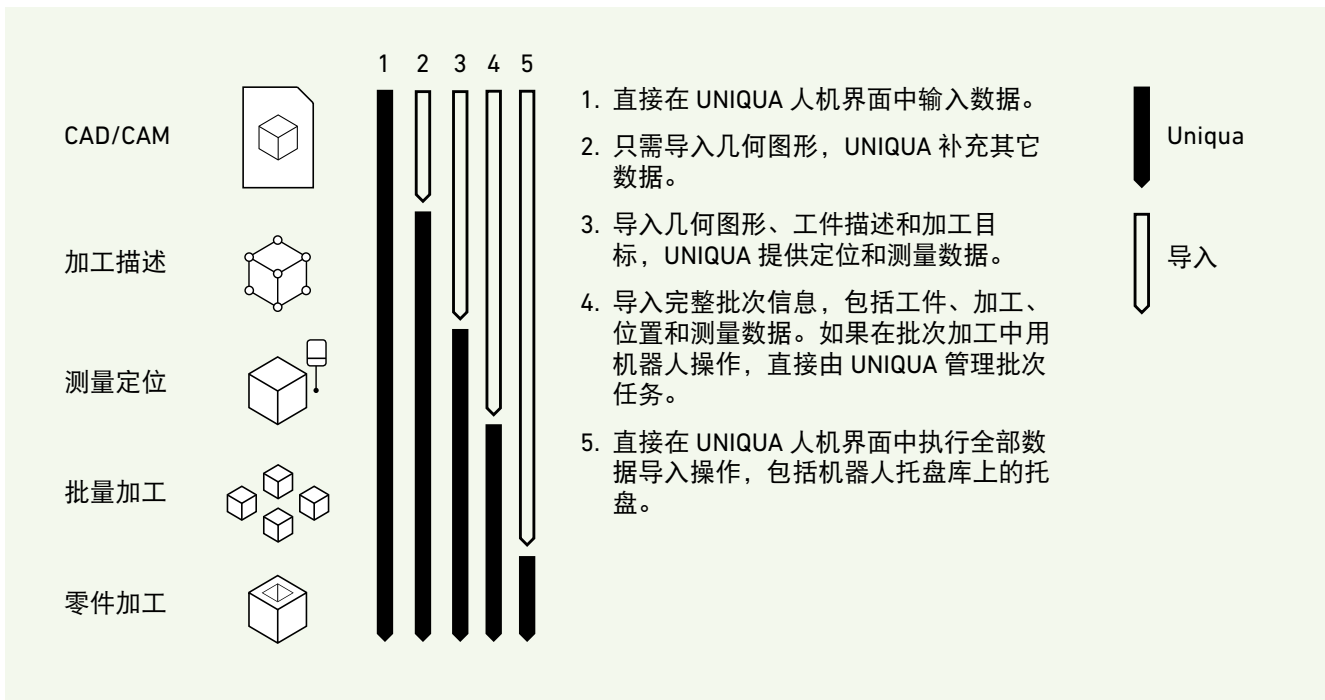 1 2 3 4 5
CAD/CAM
加工描述
测量定位
批量加工
零件加工
1. 直接在 UNIQUA 人机界面中输入数据。
2. 只需导入几何图形，UNIQUA 补充其它
数据。
3. 导入几何图形、工件描述和加工目
标，UNIQUA 提供定位和测量数据。
4. 导入完整批次信息，包括工件、加工、
位置和测量数据。如果在批次加工中用
机器人操作，直接由 UNIQUA 管理批次
任务。
5. 直接在 UNIQUA 人机界面中执行全部数
据导入操作，包括机器人托盘库上的托
盘。
Uniqua
导入